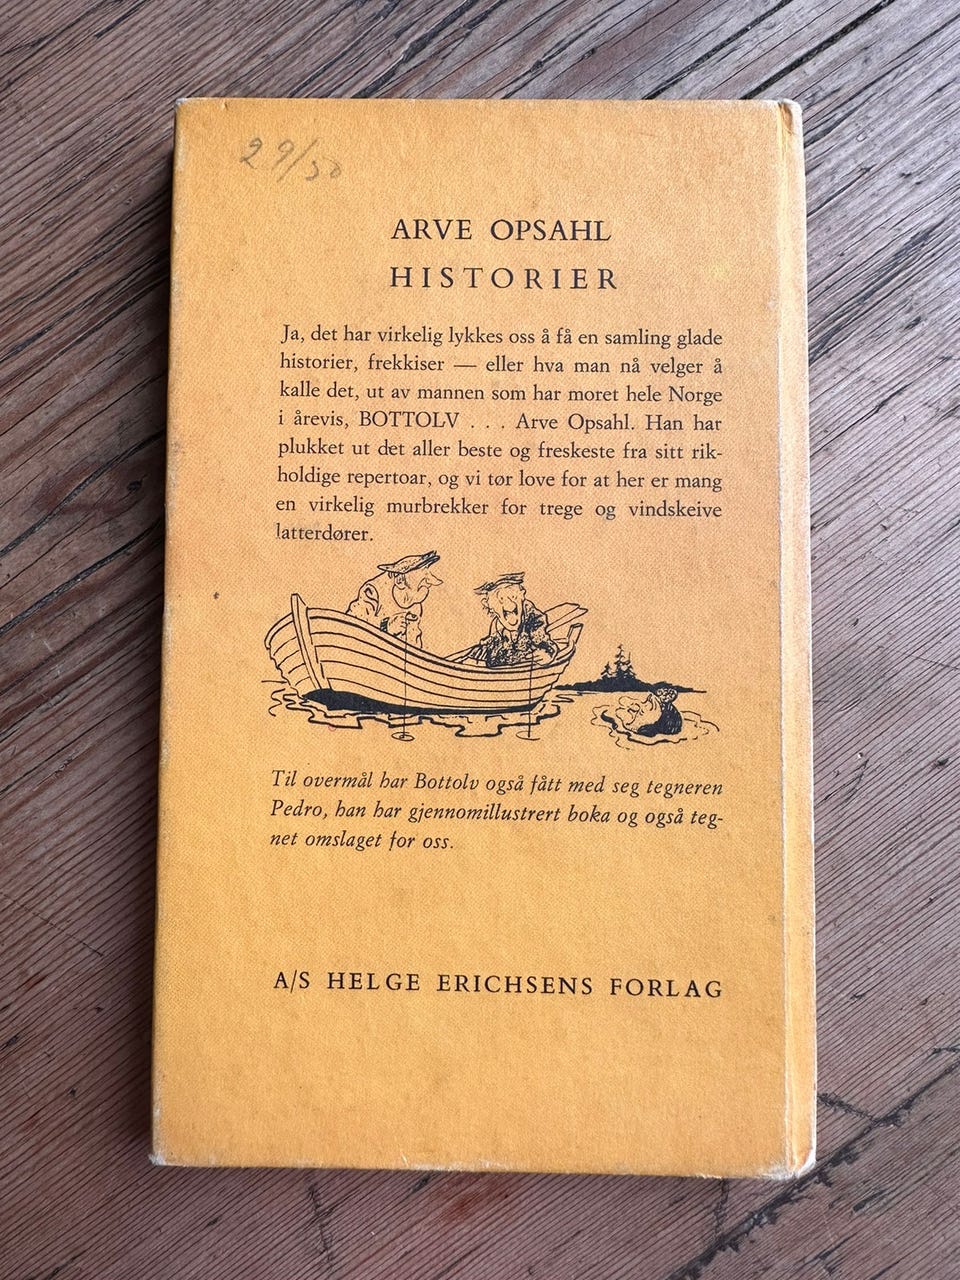 29/50
ARVE OPSAHL
HISTORIER
Ja, det har virkelig lykkes oss å få en samling glade
historier, frekkiser — eller hva man nå velger å
kalle det, ut av mannen som har moret hele Norge
i årevis, BOTTOLV . . . Arve Opsahl. Han har
plukket ut det aller beste og freskeste fra sitt rik-
holdige repertoar, og vi tør love for at her er mang
en virkelig murbrekker for trege og vindskeive
latterdører.
Til overmål har Bottolv også fått med seg tegneren
Pedro, han har gjennomillustrert boka og også teg-
net omslaget for oss.
A/S HELGE ERICHSENS FORLAG